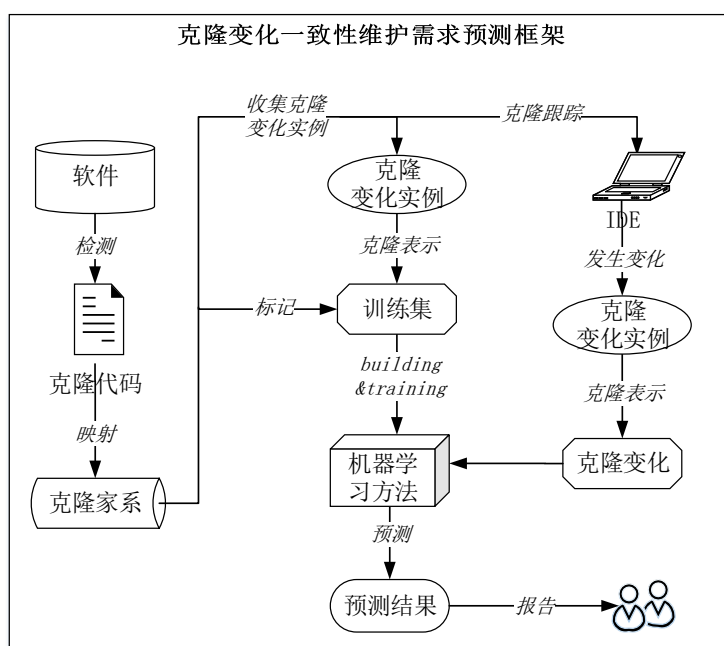 克隆变化一致性维护需求预测框架
收集克隆
变化实例
克隆跟踪
软件
克隆
变化实例
IDE
检测
克隆表示
发生变化
标记
训练集
克隆
变化实例
克隆代码
building
&training
克隆表示
映射
机器学
习方法
克隆变化
克隆家系
预测
预测结果
报告